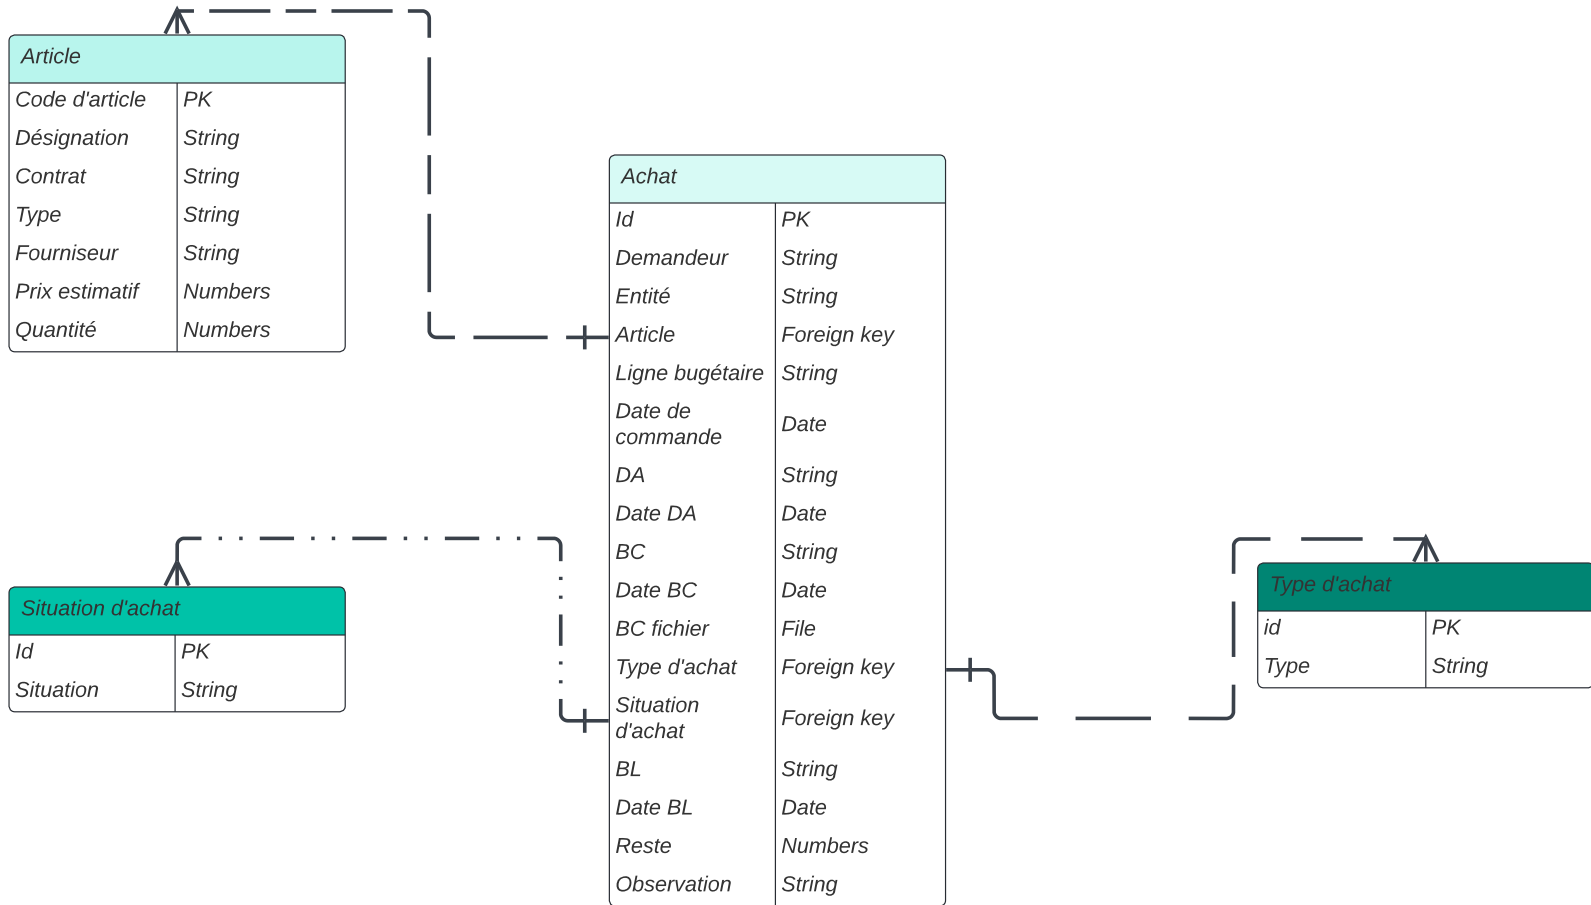 Article
Code d'article PK
Désignation String
Contrat String
Type String
Fourniseur String
Prix estimatif Numbers
Quantité Numbers
Achat
Id PK
Demandeur String
Entité String
Article Foreign key
Ligne bugétaire String
Date de
commande Date
DA String
Date DA Date
BC String
Date BC Date
BC fichier File
Type d'achat Foreign key
Situation
d'achat Foreign key
BL String
Date BL Date
Reste Numbers
Observation String
Situation d'achat
Id PK
Situation String
Type d'achat
id PK
Type String